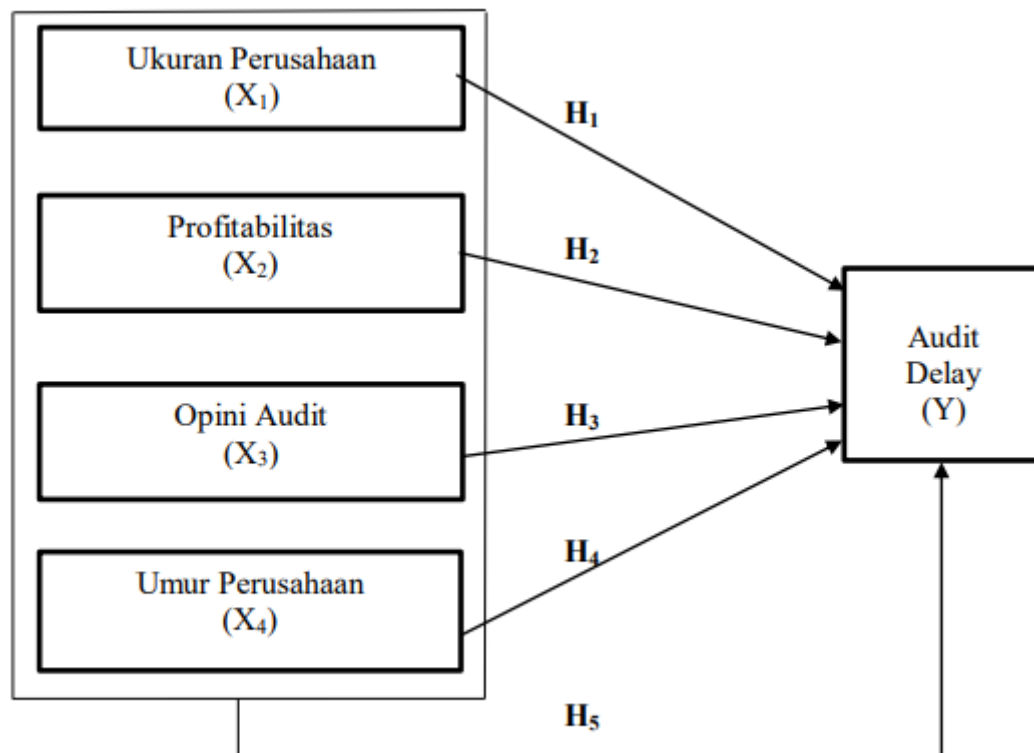 Ukuran Perusahaan
(X₁)
H₁
Profitabilitas
(X₂)
H₂
Audit
Delay
(Y)
Opini Audit
(X₃)
H₃
Umur Perusahaan
(X₄)
H₄
H₅